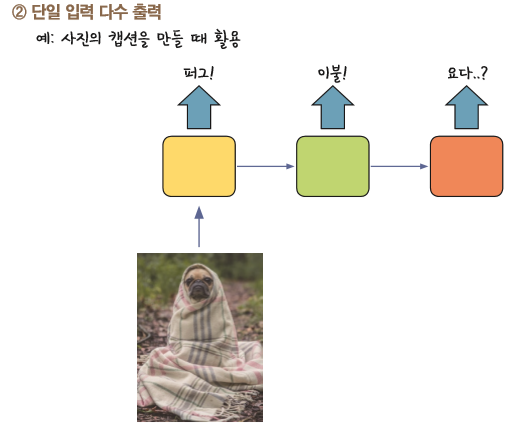 ② 단일 입력 다수 출력
예: 사진의 캡션을 만들 때 활용
퍼그! 이불! 요다..?